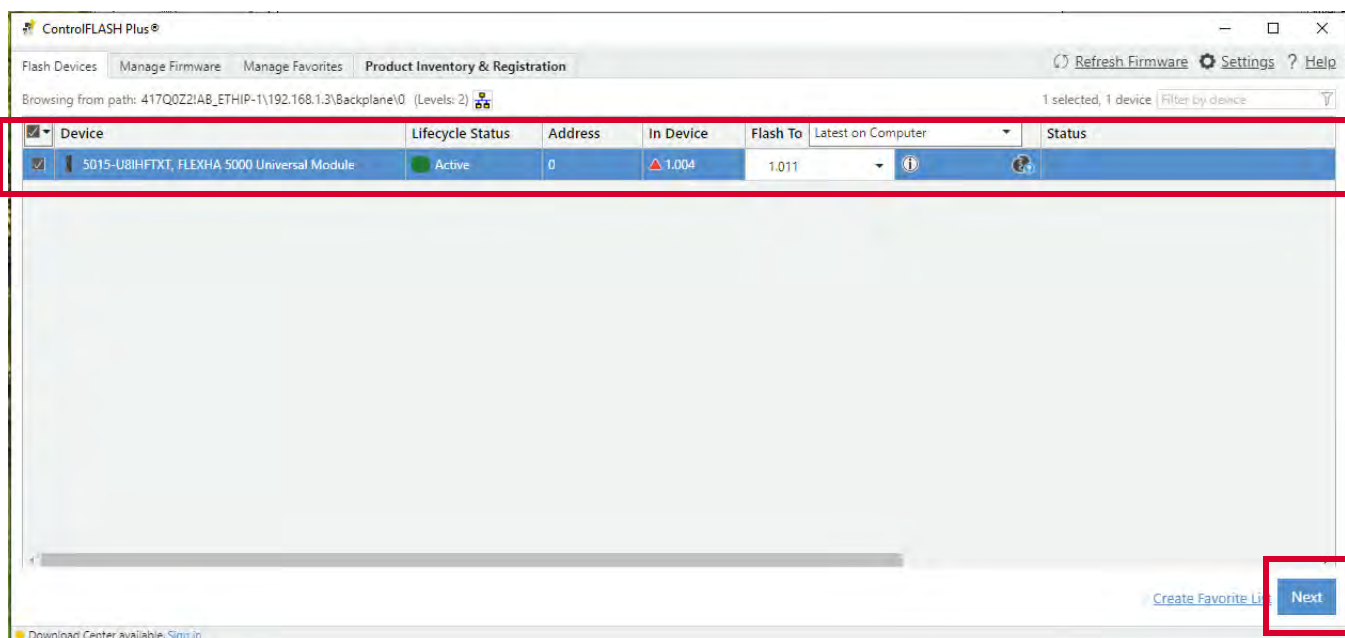 ControlFLASH Plus®
Flash Devices Manage Firmware Manage Favorites Product Inventory & Registration Refresh Firmware Settings ? Help
Browsing from path: 417Q0Z2!AB_ETHIP-1\192.168.1.3\Backplane\0 (Levels: 2) 1 selected, 1 device Filter by device
Device Lifecycle Status Address In Device Flash To Latest on Computer Status
5015-U8IHFTXT, FLEXHA 5000 Universal Module Active 0 1.004 1.011
Create Favorite Li Next
Download Center available Sign in